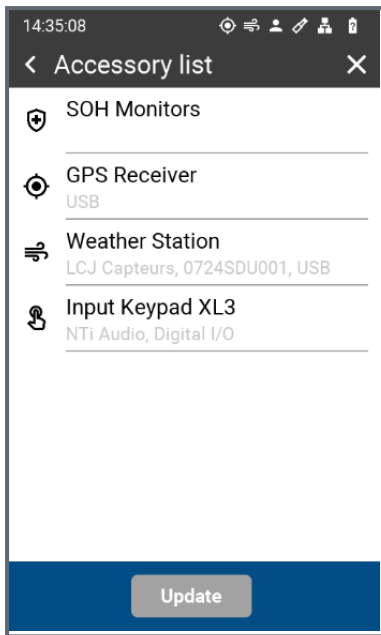 14:35:08
Accessory list
SOH Monitors
GPS Receiver
USB
Weather Station
LCJ Capteurs, 0724SDU001, USB
Input Keypad XL3
NTi Audio, Digital I/O
Update